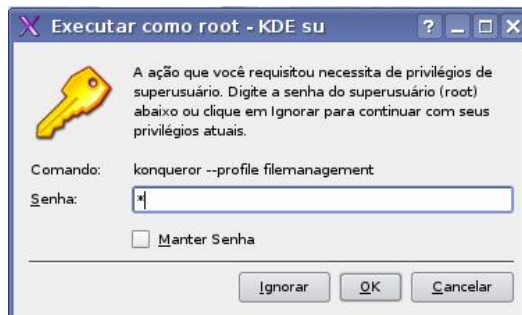 Executar como root - KDE su
A ação que você requisitou necessita de privilégios de
superusuário. Digite a senha do superusuário (root)
abaixo ou clique em Ignorar para continuar com seus
privilégios atuais.
Comando: konqueror --profile filemanagement
Senha: *
Manter Senha
Ignorar OK Cancelar